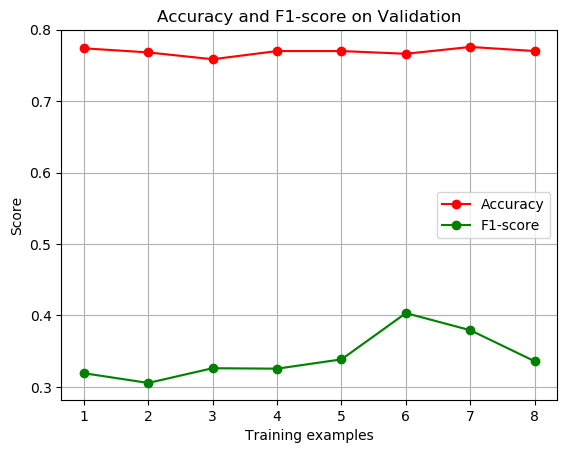 Accuracy and F1-score on Validation
0.8
0.7
0.6
0.5
0.4
0.3
Score
Accuracy
F1-score
1 2 3 4 5 6 7 8
Training examples